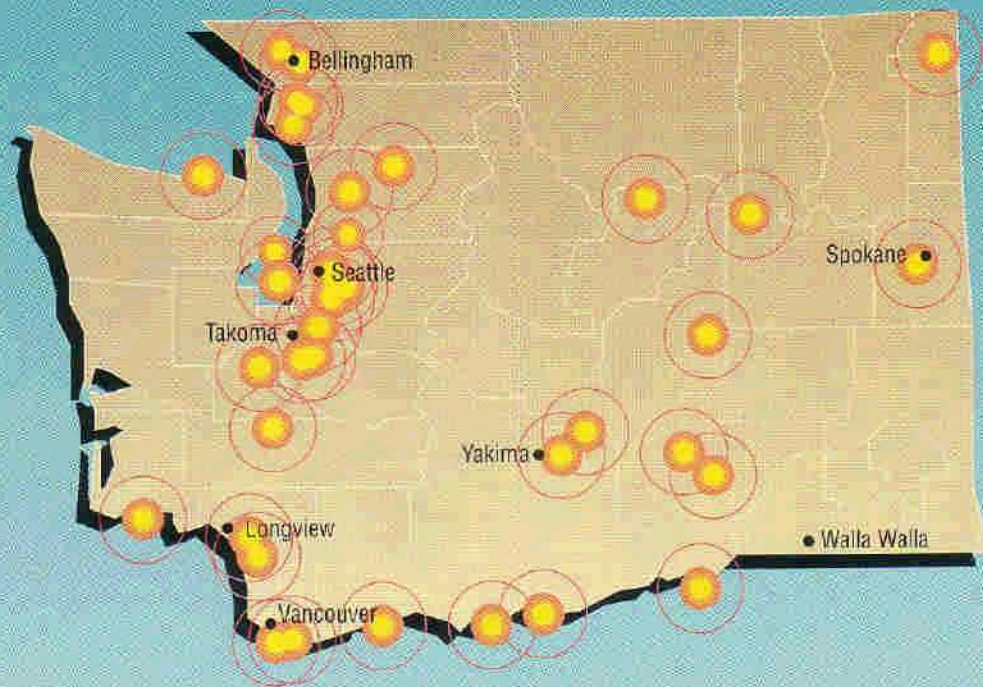 Bellingham
Spokane
Seattle
Takoma
Yakima
Longview
Walla Walla
Vancouver